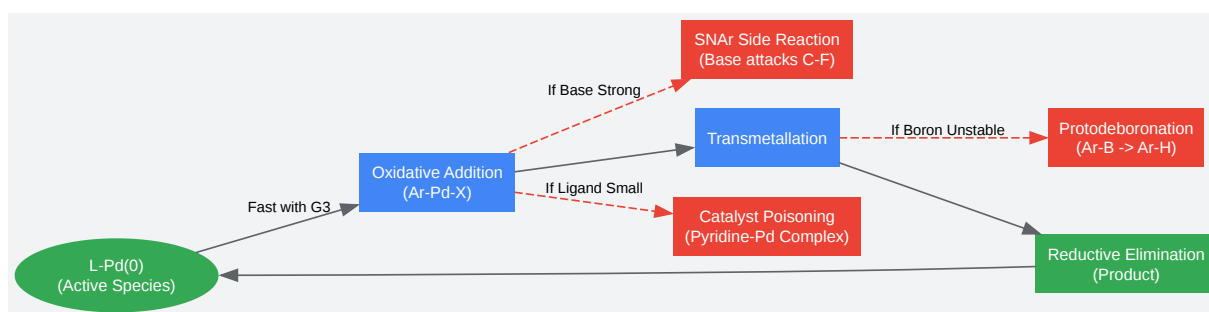 SNAr Side Reaction
(Base attacks C-F)
If Base Strong
Transmetallation
If Boron Unstable
Protodeboronation
(Ar-B -> Ar-H)
Oxidative Addition
(Ar-Pd-X)
If Ligand Small
Fast with G3
Catalyst Poisoning
(Pyridine-Pd Complex)
L-Pd(0)
(Active Species)
Reductive Elimination
(Product)